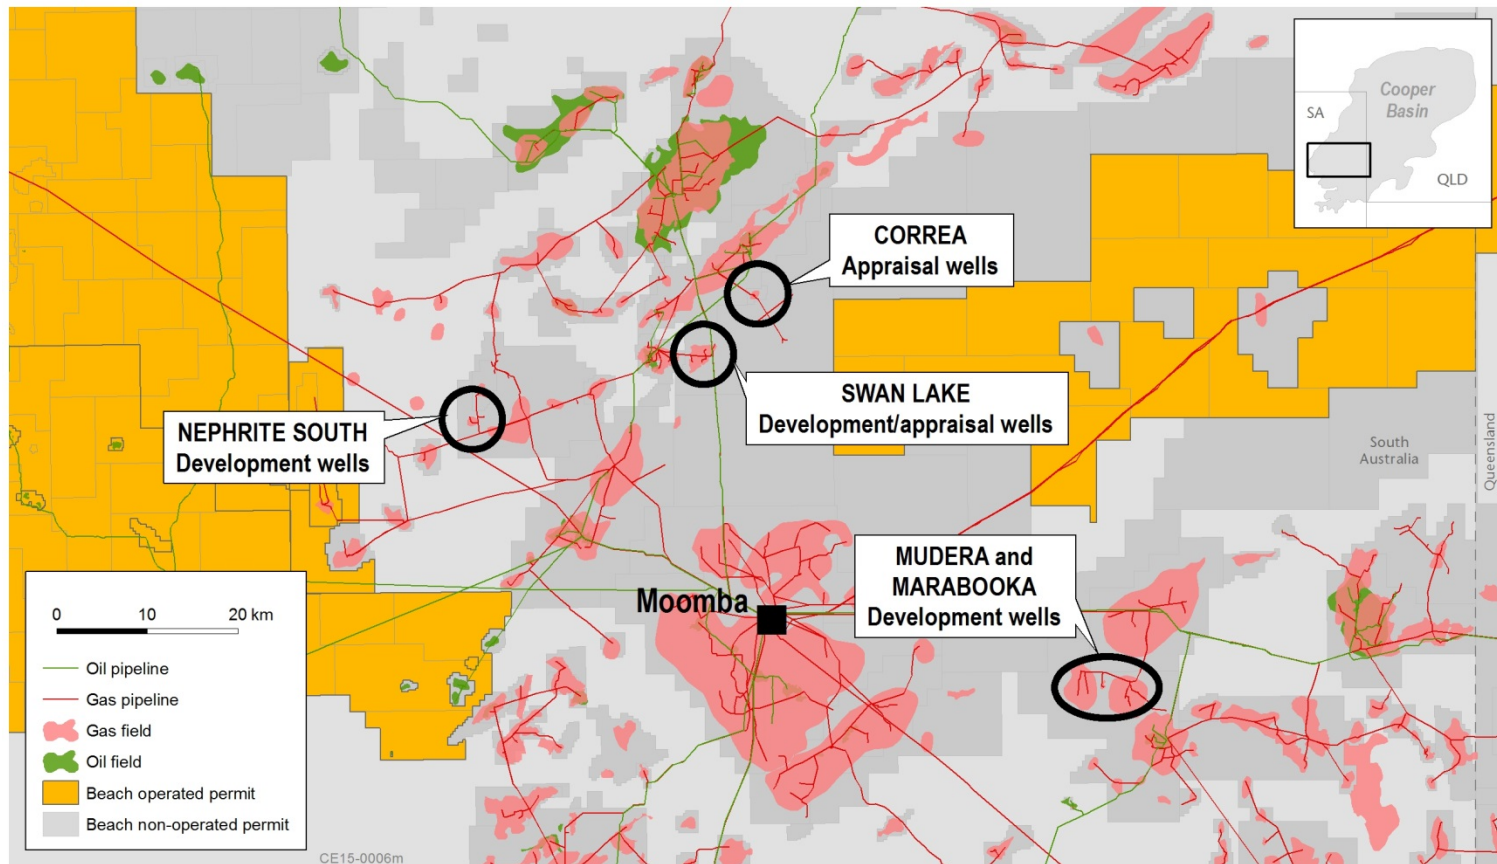 Cooper
Basin
SA
QLD
CORREA
Appraisal wells
SWAN LAKE
Development/appraisal wells
NEPHRITE SOUTH
Development wells
South
Australia
Queensland
MUDERA and
MARABOOKA
Development wells
Moomba
0 10 20 km
Oil pipeline
Gas pipeline
Gas field
Oil field
Beach operated permit
Beach non-operated permit
CE15-0006m